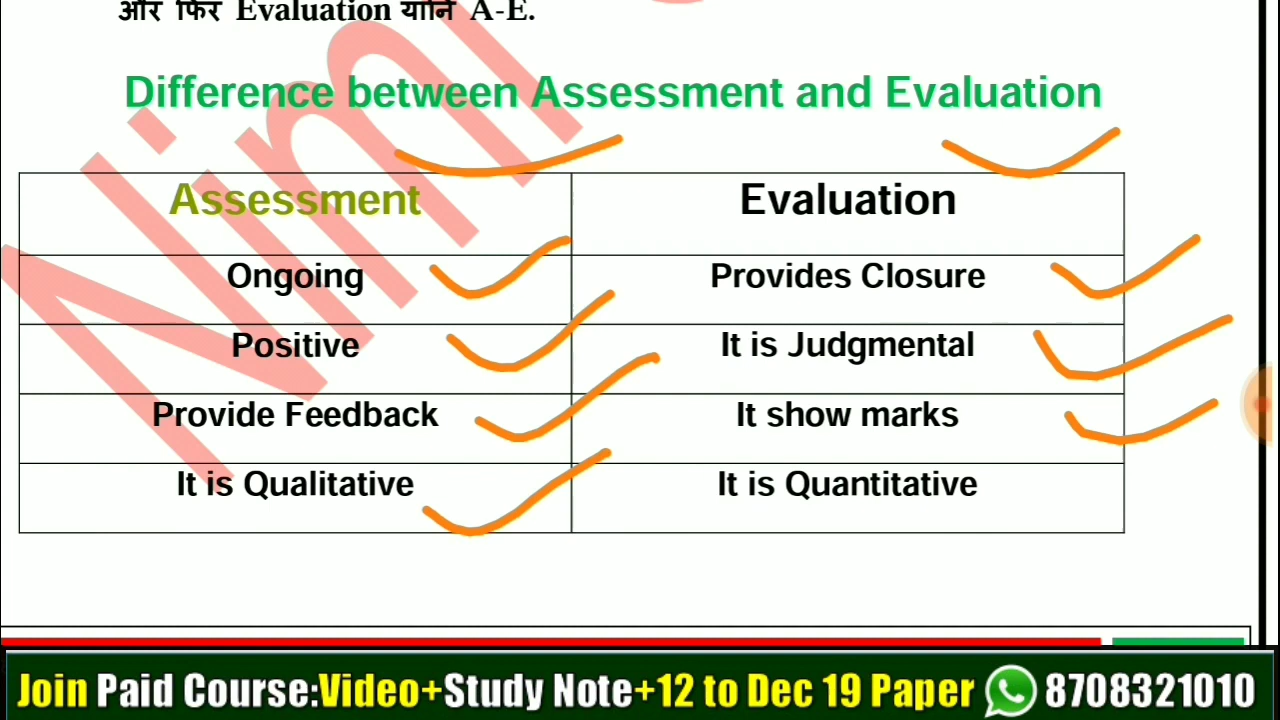 और फिर Evaluation यानि A-E.
Difference between Assessment and Evaluation
Assessment Evaluation
Ongoing Provides Closure
Positive It is Judgmental
Provide Feedback It show marks
It is Qualitative It is Quantitative
Join Paid Course:Video+Study Note+12 to Dec 19 Paper 8708321010